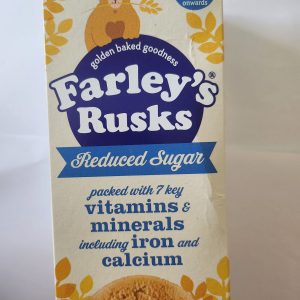 onwards
golden baked goodness
Farley's®
Rusks
Reduced Sugar
packed with 7 key
vitamins &
minerals
including iron and
calcium